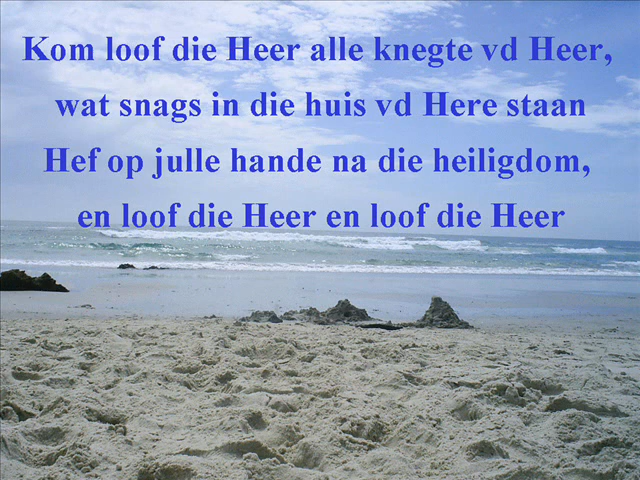 Kom loof die Heer alle knegte vd Heer,
wat snags in die huis vd Here staan
Hef op julle hande na die heiligdom,
en loof die Heer en loof die Heer